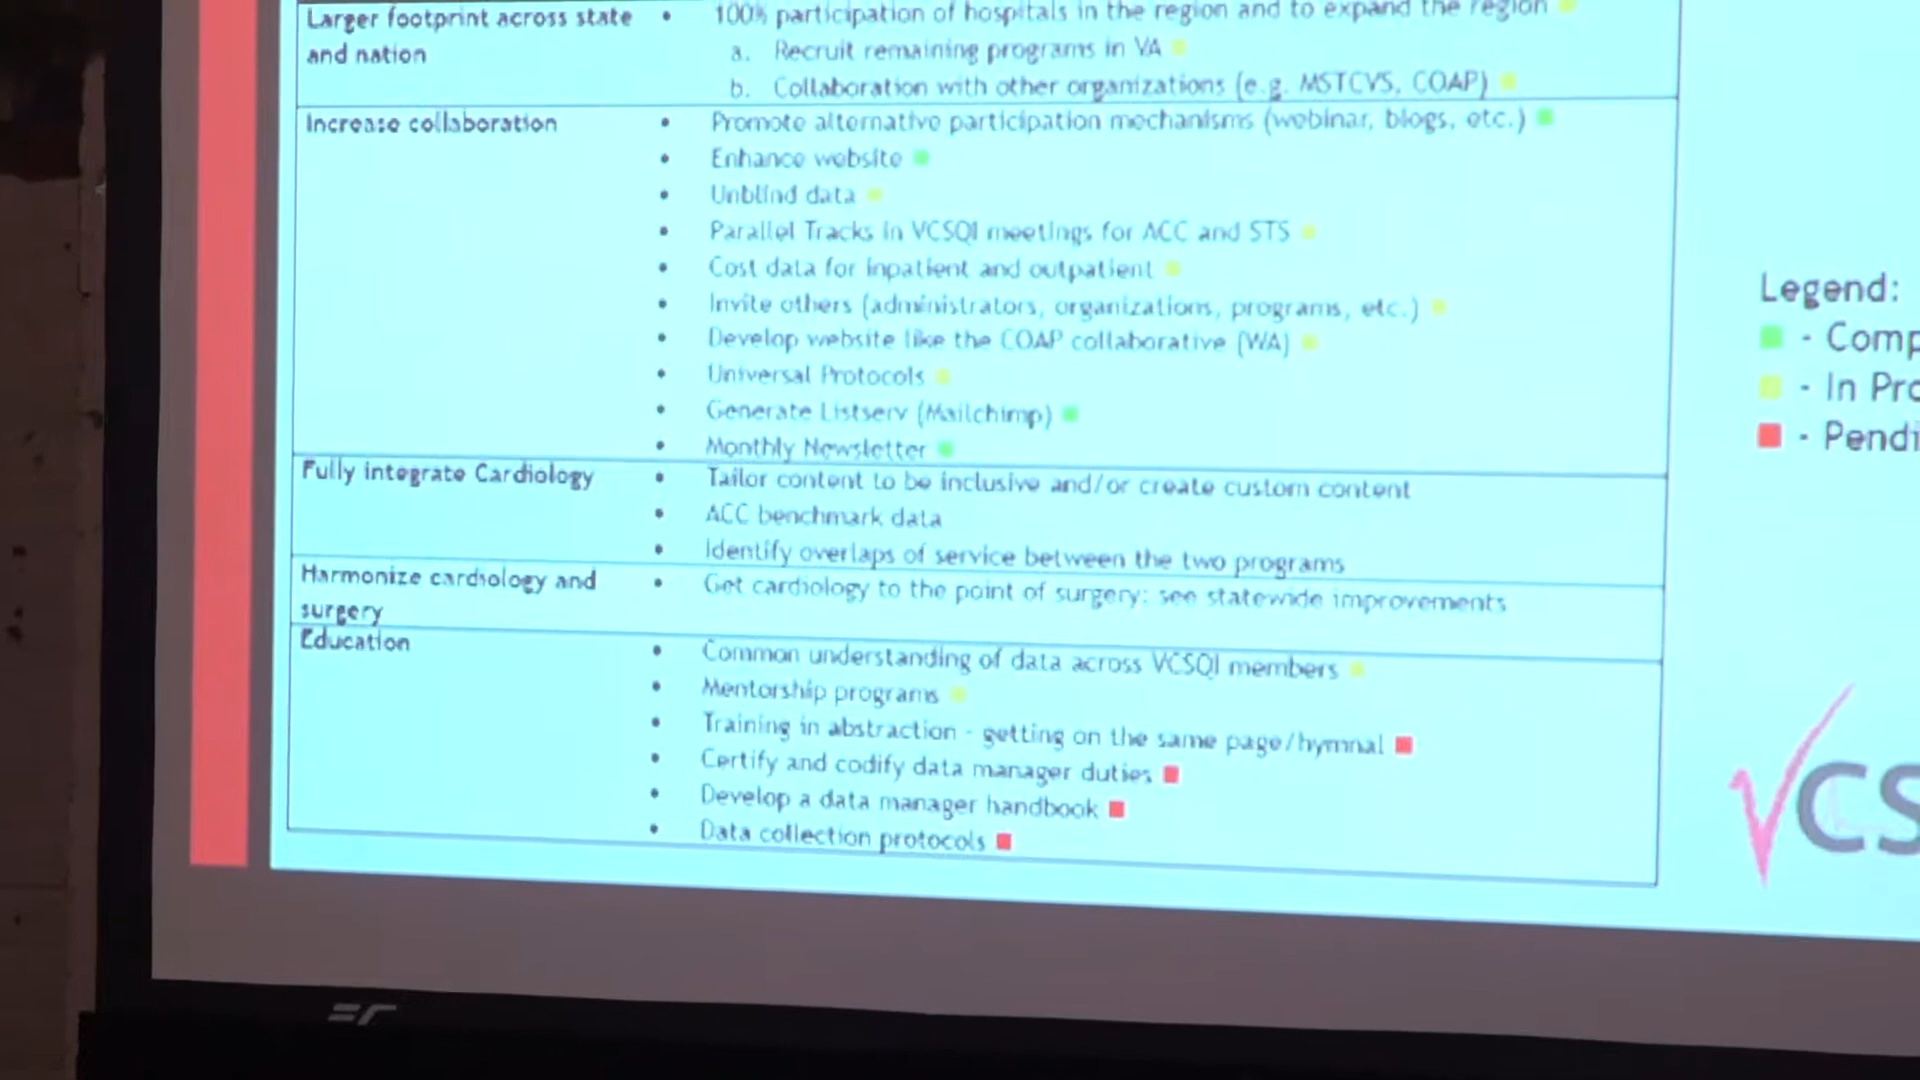 Larger footprint across state
and nation
• 100% participation of hospitals in the region and to expand the region
a. Recruit remaining programs in VA
b. Collaboration with other organizations (e.g. MSTCVS, COAP)
Increase collaboration
• Promote alternative participation mechanisms (webinar, blogs, etc.)
• Enhance website
• Unblind data
• Parallel Tracks in VCSQI meetings for ACC and STS
• Cost data for inpatient and outpatient
• Invite others (administrators, organizations, programs, etc.)
• Develop website like the COAP collaborative (WA)
• Universal Protocols
• Generate Listserv (Mailchimp)
• Monthly Newsletter
Fully integrate Cardiology
• Tailor content to be inclusive and/or create custom content
• ACC benchmark data
• Identify overlaps of service between the two programs
Harmonize cardiology and
surgery
• Get cardiology to the point of surgery: see statewide improvements
Education
• Common understanding of data across VCSQI members
• Mentorship programs
• Training in abstraction - getting on the same page/hymnal
• Certify and codify data manager duties
• Develop a data manager handbook
• Data collection protocols
Legend:
- Comp
- In Pro
- Pendi
VCS